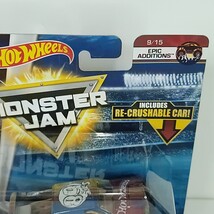 HOT WHEELS
9/15
EPIC
ADDITIONS
MONSTER
JAM
INCLUDES
RE-CRUSHABLE CAR!